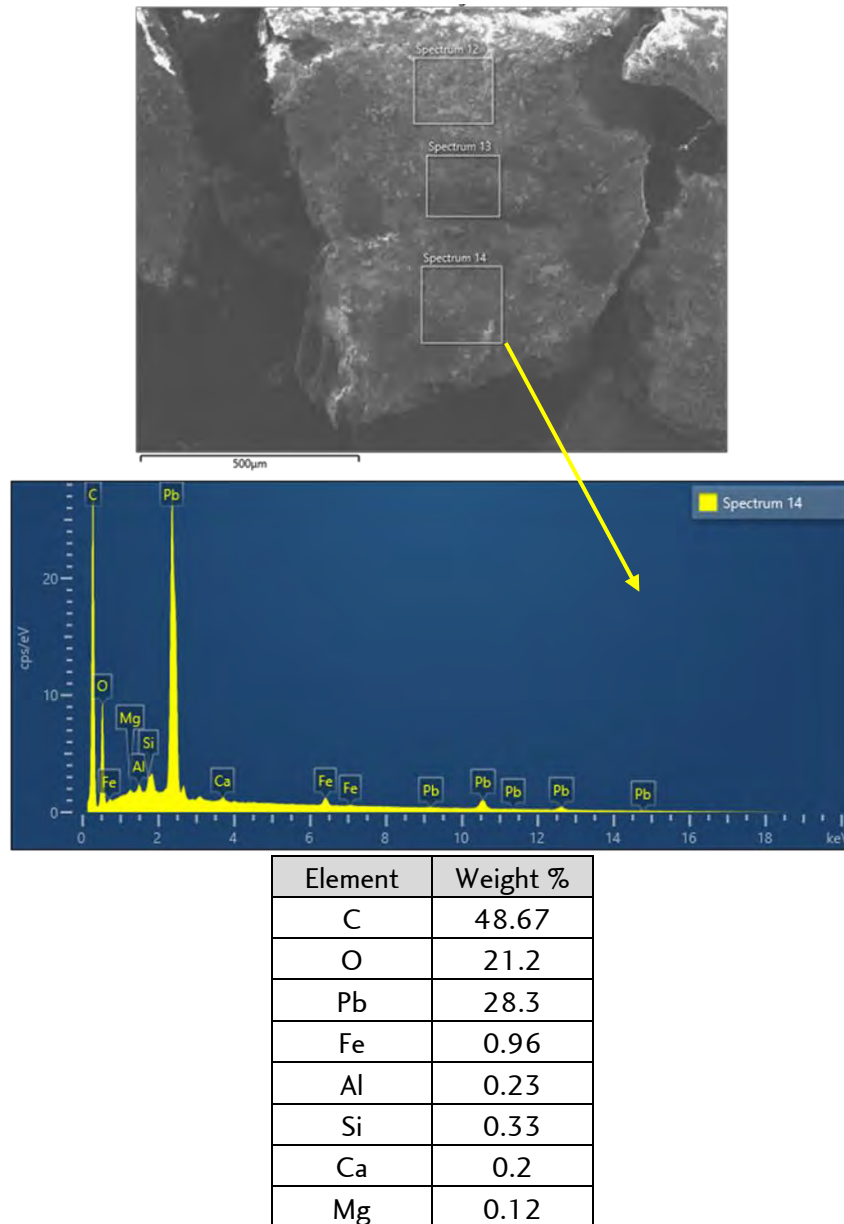 Spectrum 12
Spectrum 13
Spectrum 14
500µm
Spectrum 14
C
Pb
20
cps/eV
O
10
Mg
Si
Al
Fe
Ca
Fe
Fe
Pb
Pb
Pb
Pb
Pb
0
0 2 4 6 8 10 12 14 16 18 keV
Element Weight %
C 48.67
O 21.2
Pb 28.3
Fe 0.96
Al 0.23
Si 0.33
Ca 0.2
Mg 0.12